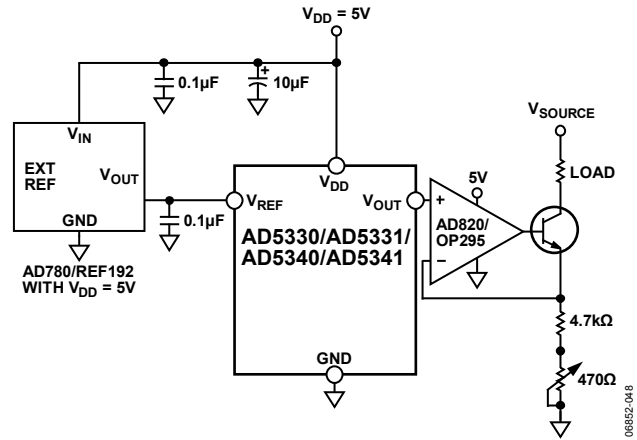 V_DD = 5V
0.1µF
10µF
V_SOURCE
V_IN
EXT
REF
V_OUT
GND
0.1µF
V_REF
V_DD
V_OUT
AD5330/AD5331/
AD5340/AD5341
GND
5V
+
AD820/
OP295
–
LOAD
4.7kΩ
470Ω
AD780/REF192
WITH V_DD = 5V
06852-048